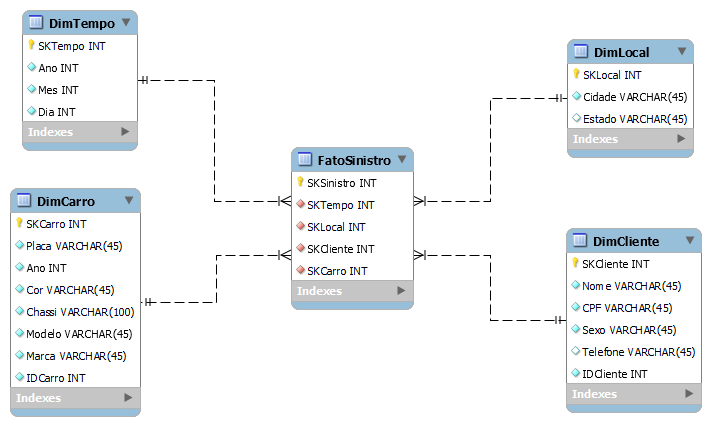 DimTempo
SKTempo INT
Ano INT
Mes INT
Dia INT
Indexes
DimCarro
SKCarro INT
Placa VARCHAR(45)
Ano INT
Cor VARCHAR(45)
Chassi VARCHAR(100)
Modelo VARCHAR(45)
Marca VARCHAR(45)
IDCarro INT
Indexes
FatoSinistro
SKSinistro INT
SKTempo INT
SKLocal INT
SKCliente INT
SKCarro INT
Indexes
DimLocal
SKLocal INT
Cidade VARCHAR(45)
Estado VARCHAR(45)
Indexes
DimCliente
SKCliente INT
Nome VARCHAR(45)
CPF VARCHAR(45)
Sexo VARCHAR(45)
Telefone VARCHAR(45)
IDCliente INT
Indexes